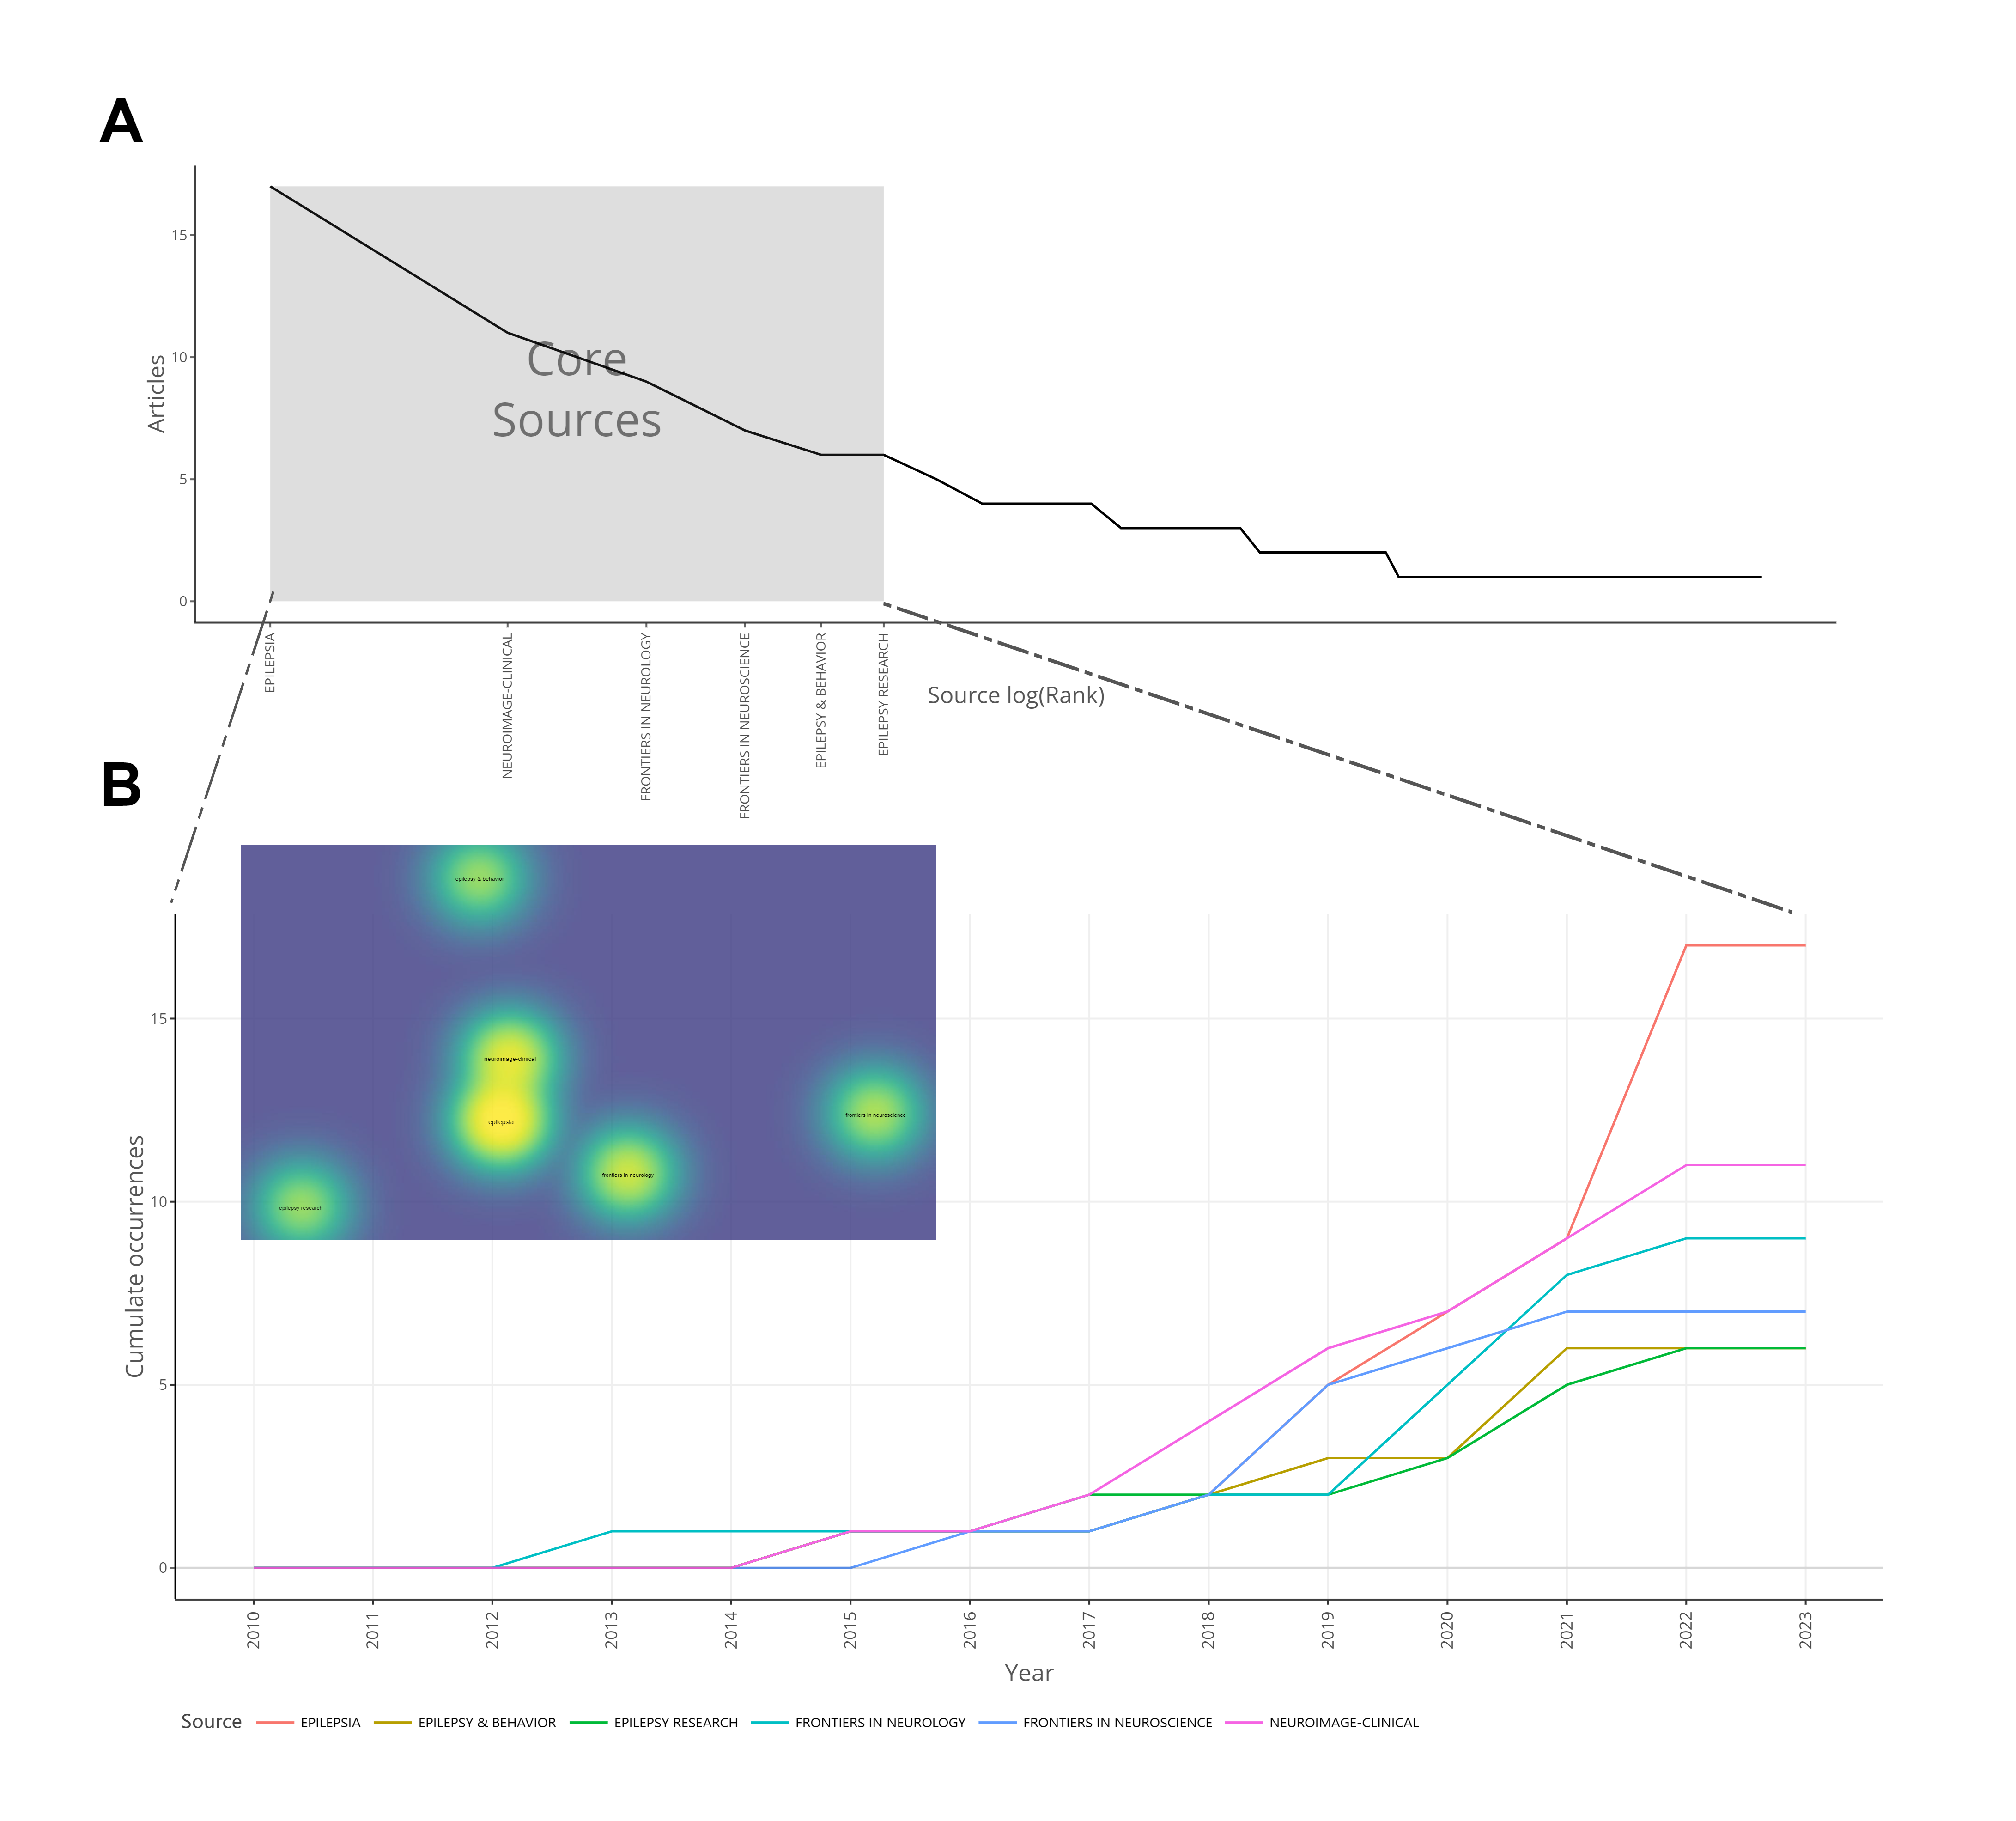 A
15
10
5
0
Articles
Core
Sources
EPILEPSIA
NEUROIMAGE-CLINICAL
FRONTIERS IN NEUROLOGY
FRONTIERS IN NEUROSCIENCE
EPILEPSY & BEHAVIOR
EPILEPSY RESEARCH
Source log(Rank)
B
epilepsy & behavior
neuroimage-clinical
frontiers in neuroscience
epilepsia
frontiers in neurology
epilepsy research
15
10
5
0
Cumulate occurrences
2010
2011
2012
2013
2014
2015
2016
2017
2018
2019
2020
2021
2022
2023
Year
Source EPILEPSIA EPILEPSY & BEHAVIOR EPILEPSY RESEARCH FRONTIERS IN NEUROLOGY FRONTIERS IN NEUROSCIENCE NEUROIMAGE-CLINICAL